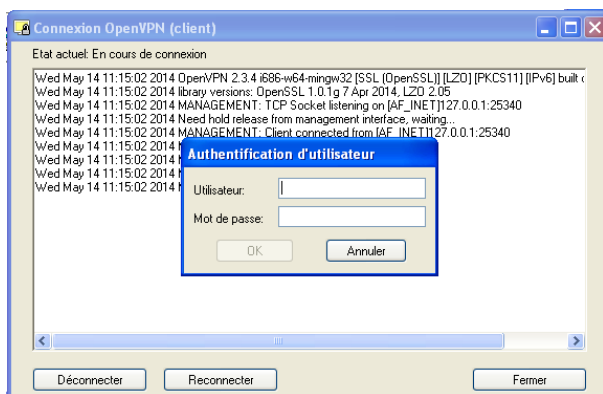 Connexion OpenVPN (client)
Etat actuel: En cours de connexion
Wed May 14 11:15:02 2014 OpenVPN 2.3.4 i686-w64-mingw32 [SSL (OpenSSL)] [LZO] [PKCS11] [IPv6] built
Wed May 14 11:15:02 2014 library versions: OpenSSL 1.0.1g 7 Apr 2014, LZO 2.05
Wed May 14 11:15:02 2014 MANAGEMENT: TCP Socket listening on [AF_INET]127.0.0.1:25340
Wed May 14 11:15:02 2014 Need hold release from management interface, waiting...
Wed May 14 11:15:02 2014 MANAGEMENT: Client connected from [AF_INET]127.0.0.1:25340
Wed May 14 11:15:02 2014
Wed May 14 11:15:02 2014
Wed May 14 11:15:02 2014
Wed May 14 11:15:02 2014
Authentification d'utilisateur
Utilisateur:
Mot de passe:
OK Annuler
Déconnecter Reconnecter Fermer